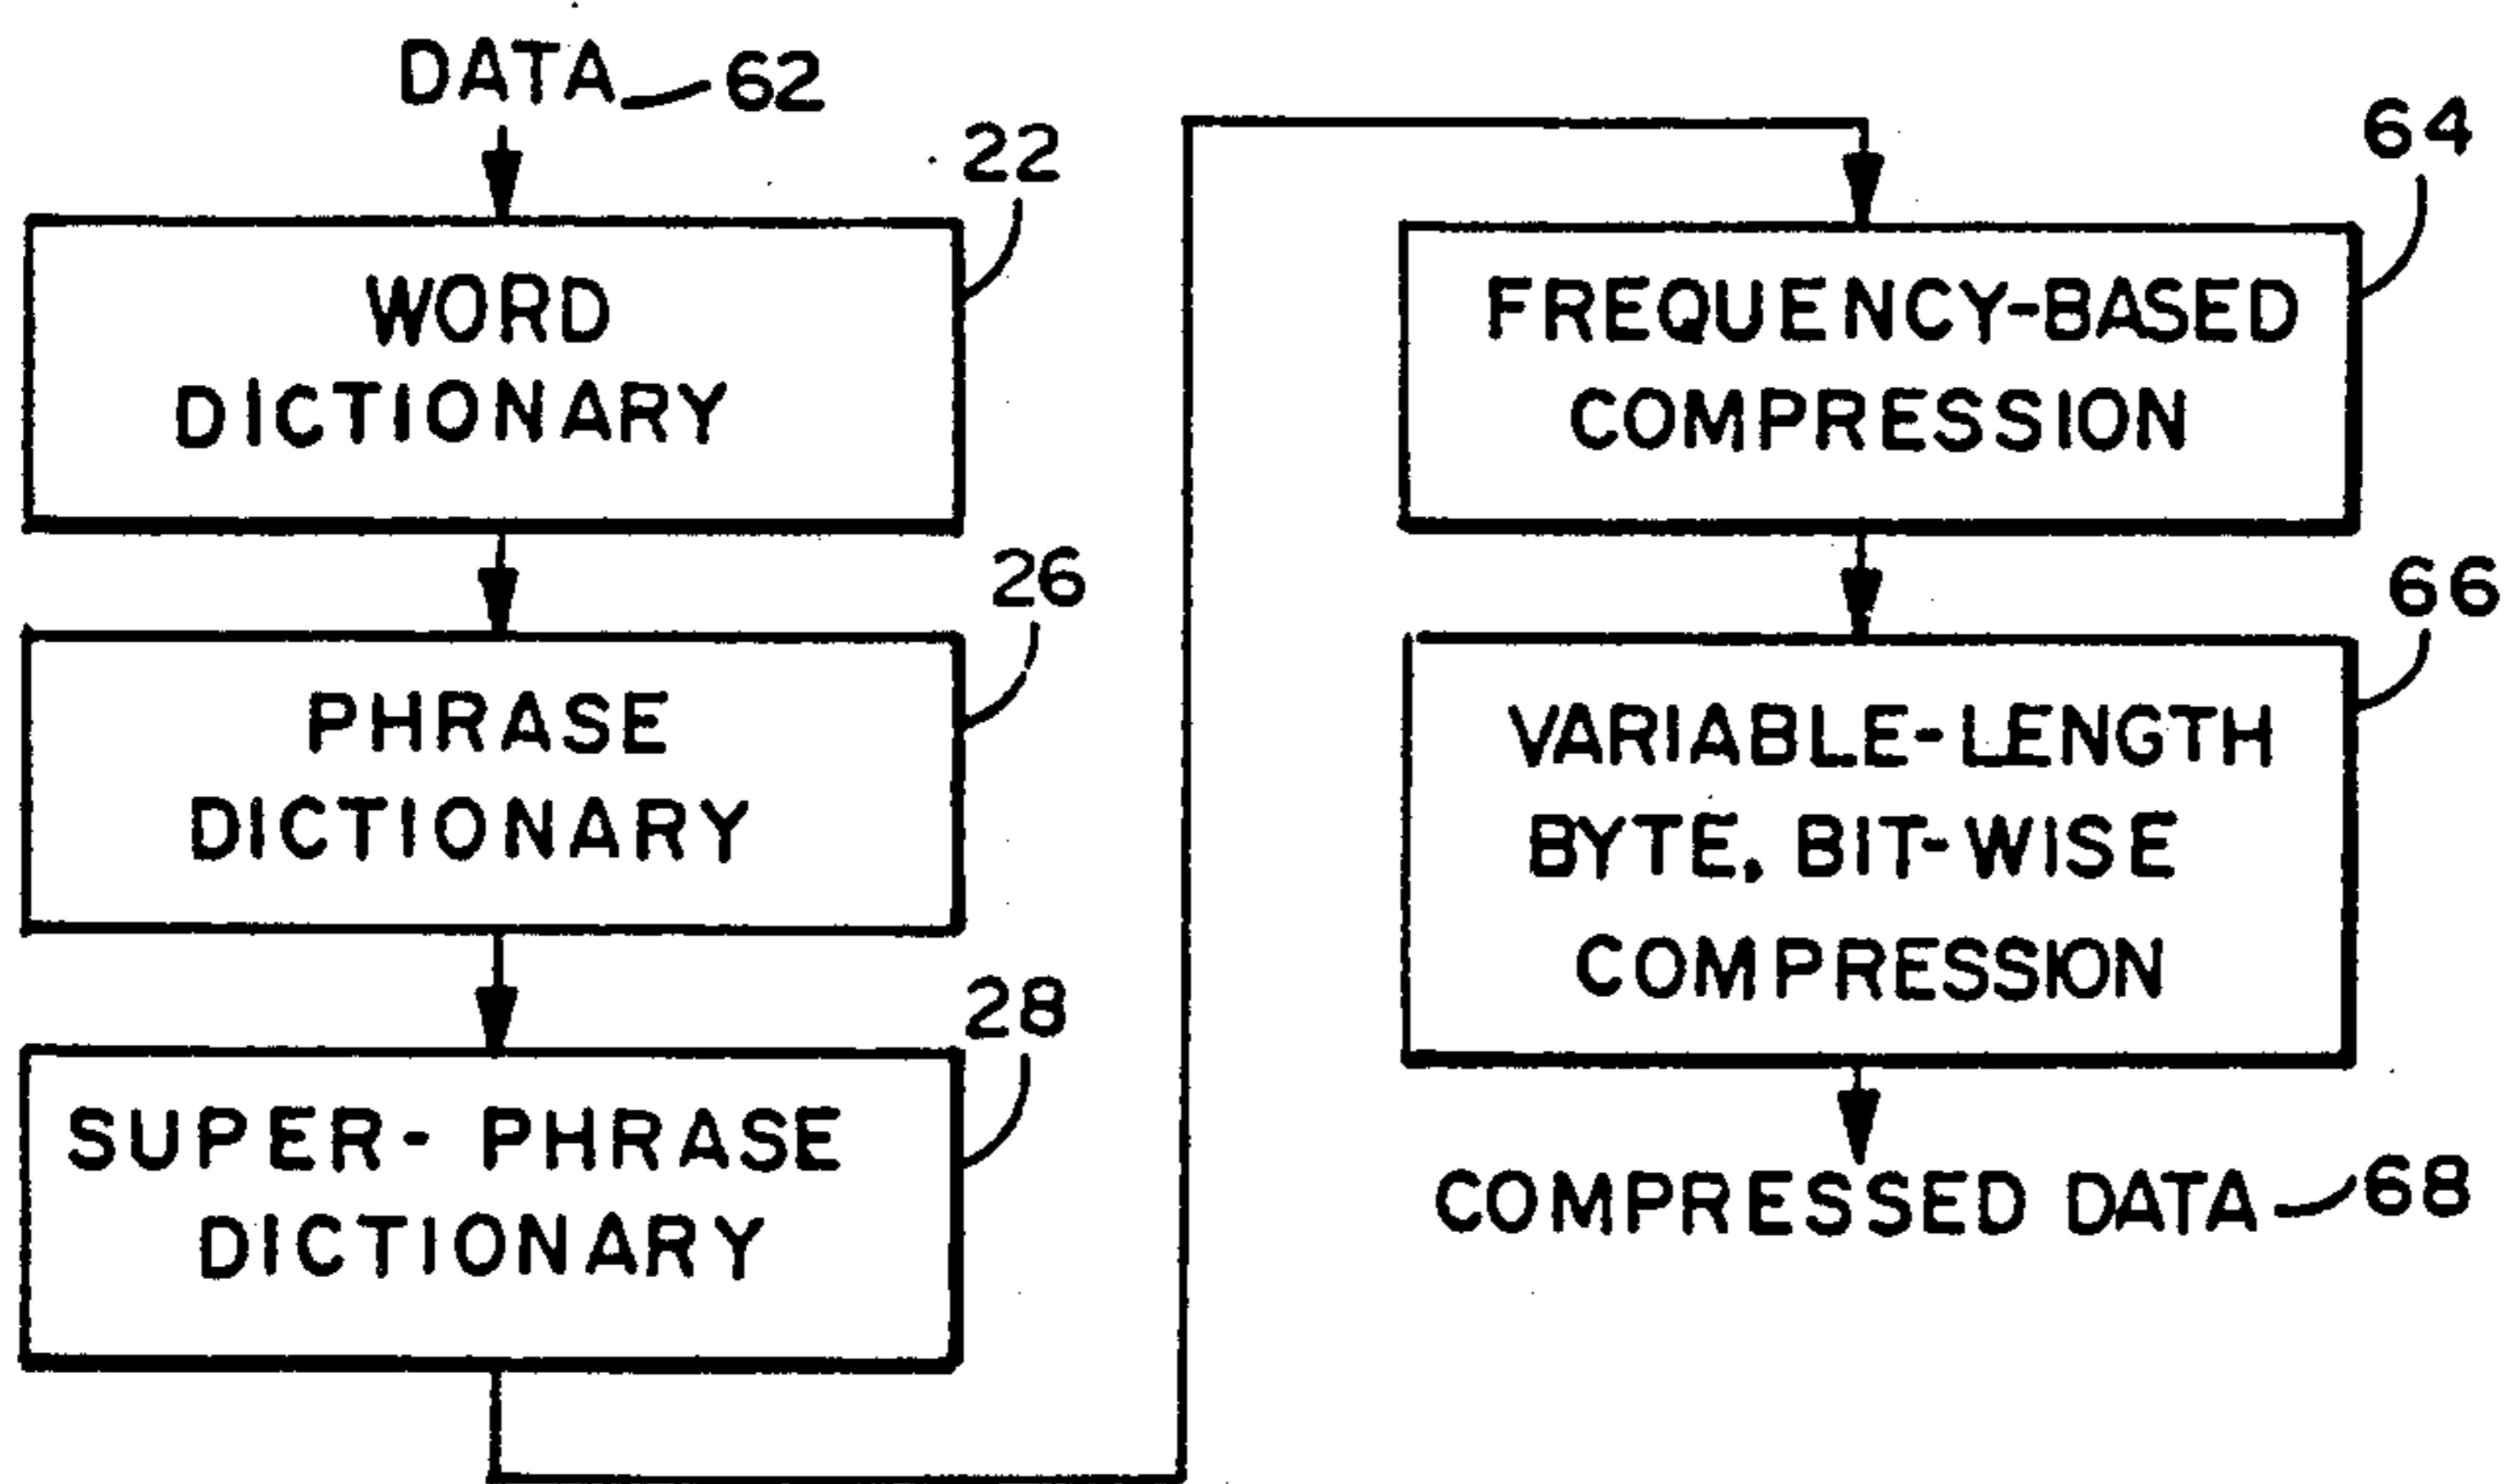 DATA 62
22
WORD
DICTIONARY
26
PHRASE
DICTIONARY
28
SUPER- PHRASE
DICTIONARY
64
FREQUENCY-BASED
COMPRESSION
66
VARIABLE-LENGTH
BYTE, BIT-WISE
COMPRESSION
COMPRESSED DATA 68